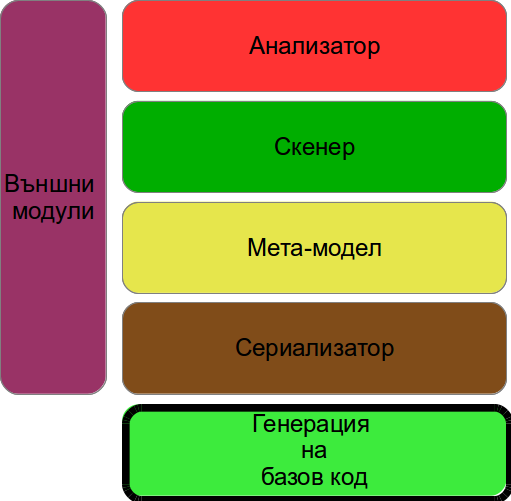 Външни
модули
Анализатор
Скенер
Мета-модел
Сериализатор
Генерация
на
базов код